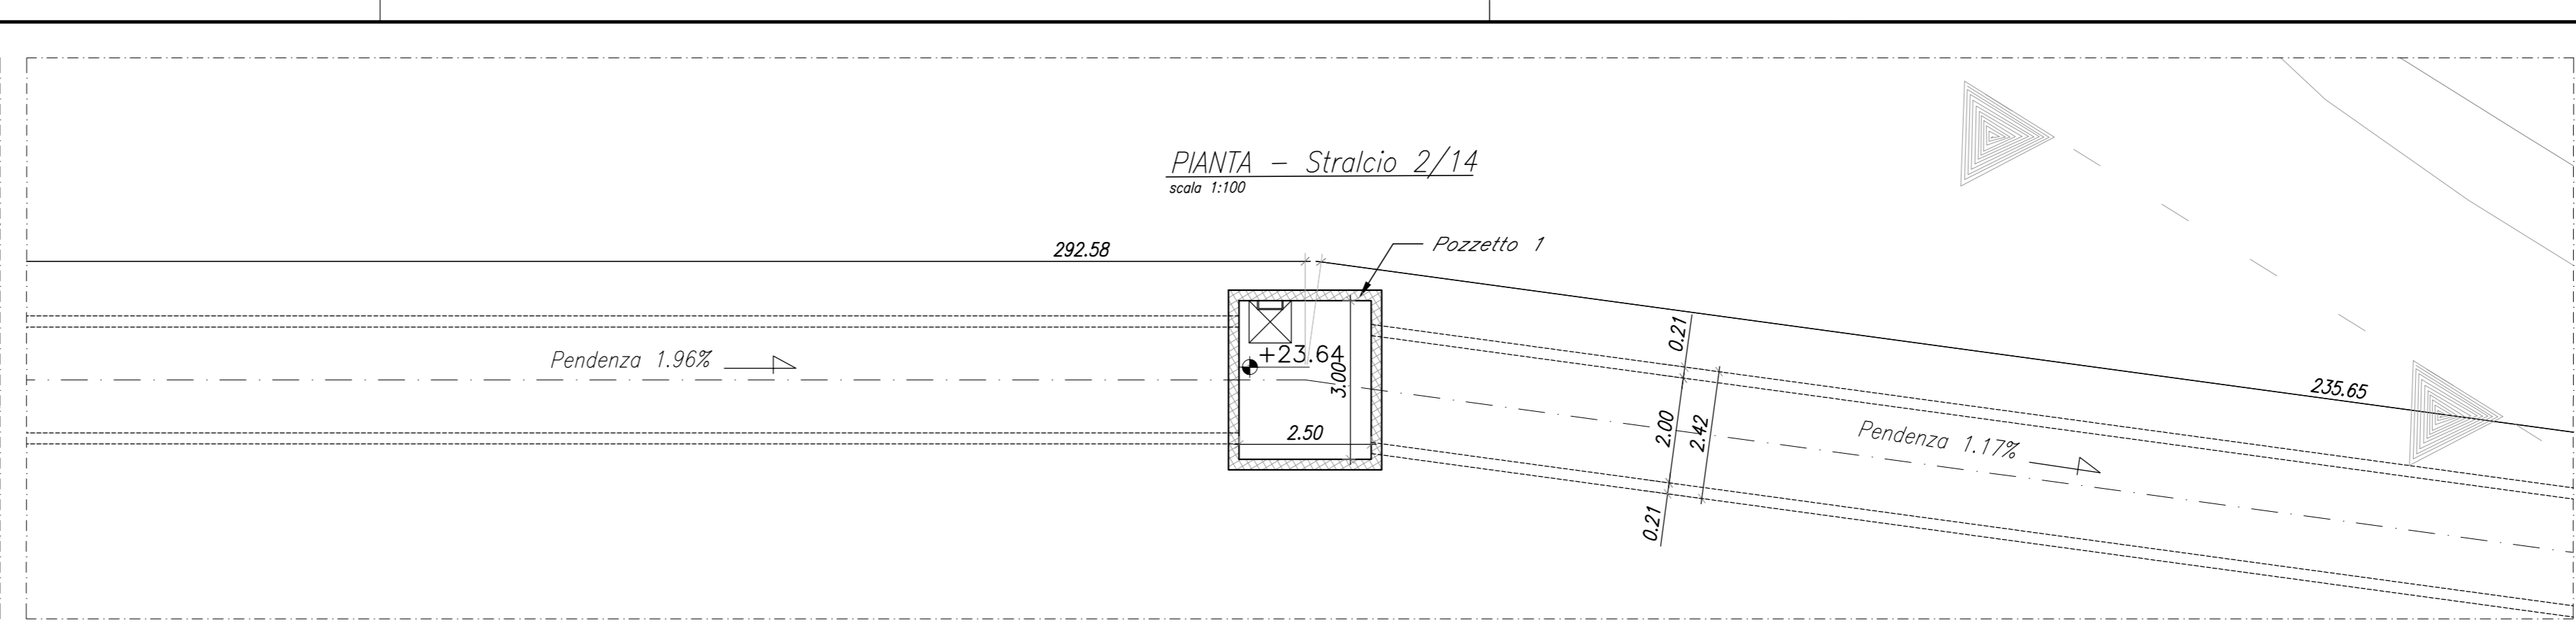 PIANTA – Stralcio 2/14
scala 1:100
292.58
Pozzetto 1
Pendenza 1.96%
+23.64
3.00
2.50
0.21
2.00
2.42
0.21
Pendenza 1.17%
235.65